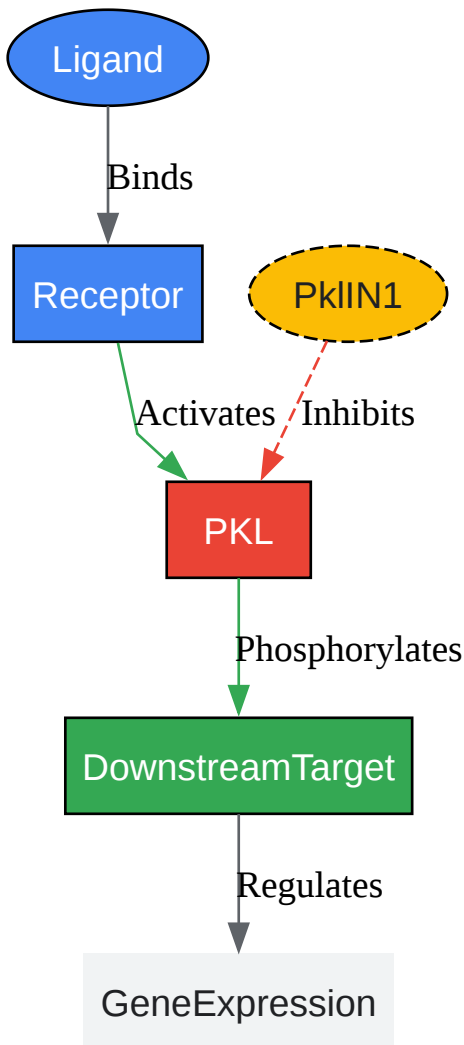 Ligand
Binds
Receptor
PklIN1
Activates
Inhibits
PKL
Phosphorylates
DownstreamTarget
Regulates
GeneExpression